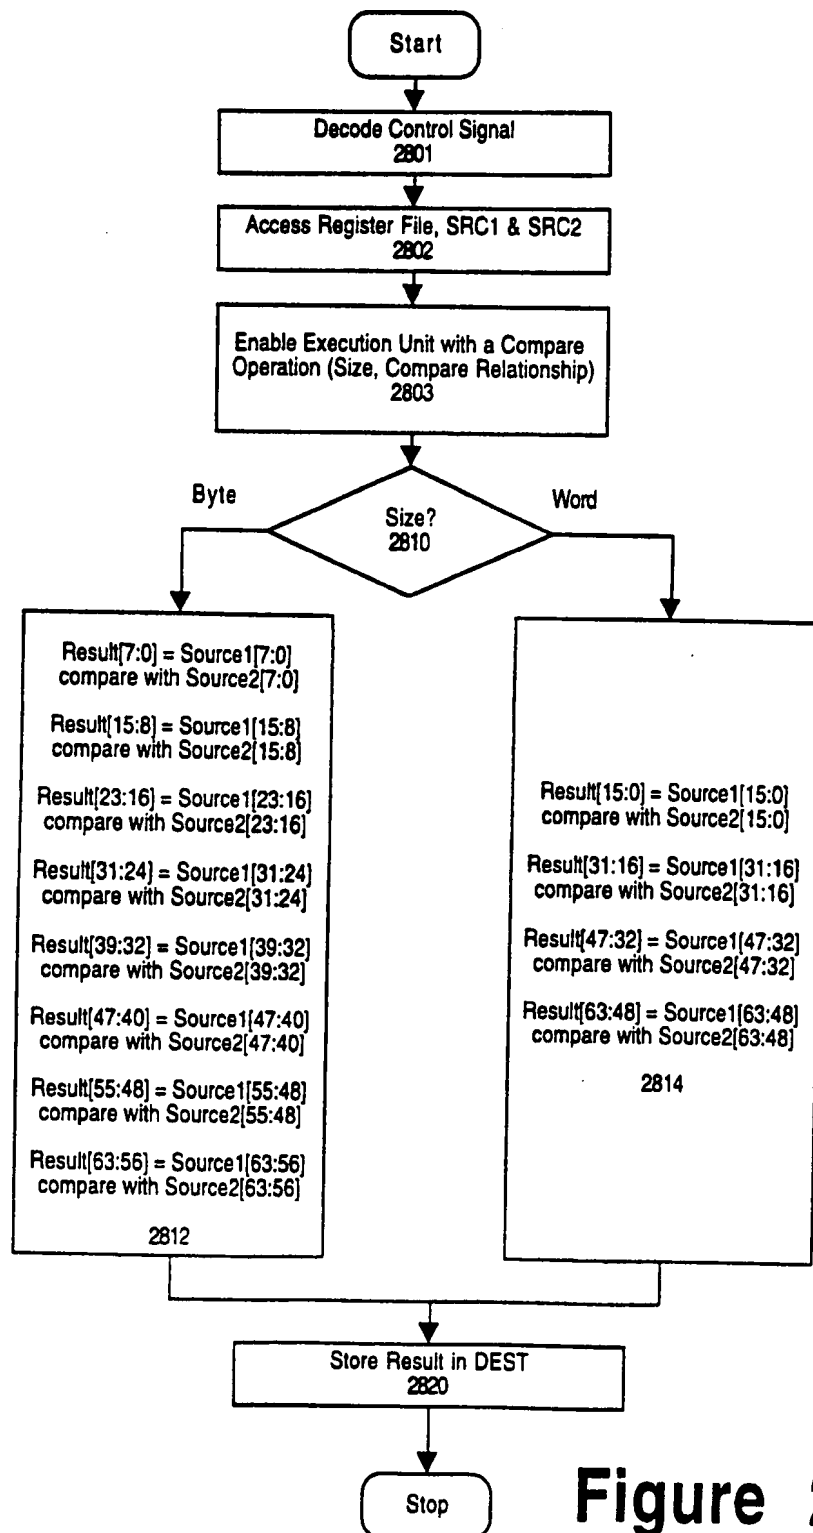 Start
Decode Control Signal
2801
Access Register File, SRC1 & SRC2
2802
Enable Execution Unit with a Compare
Operation (Size, Compare Relationship)
2803
Byte
Word
Size?
2810
Result[7:0] = Source1[7:0]
compare with Source2[7:0]
Result[15:8] = Source1[15:8]
compare with Source2[15:8]
Result[23:16] = Source1[23:16]
compare with Source2[23:16]
Result[31:24] = Source1[31:24]
compare with Source2[31:24]
Result[39:32] = Source1[39:32]
compare with Source2[39:32]
Result[47:40] = Source1[47:40]
compare with Source2[47:40]
Result[55:48] = Source1[55:48]
compare with Source2[55:48]
Result[63:56] = Source1[63:56]
compare with Source2[63:56]
2812
Result[15:0] = Source1[15:0]
compare with Source2[15:0]
Result[31:16] = Source1[31:16]
compare with Source2[31:16]
Result[47:32] = Source1[47:32]
compare with Source2[47:32]
Result[63:48] = Source1[63:48]
compare with Source2[63:48]
2814
Store Result in DEST
2820
Stop
Figure